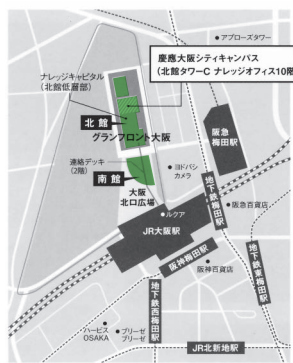 アプローズタワー
慶應大阪シティキャンパス
(北館タワーC ナレッジオフィス10階
ナレッジキャピタル
(北館低層部)
北館
グランフロント大阪
阪急
梅田駅
連絡デッキ
(2階)
南館
ヨドバシ
カメラ
大阪
北口広場
地下鉄梅田駅
阪急百貨店
ルクア
JR大阪駅
阪神梅田駅
阪神百貨店
地下鉄東梅田駅
地下鉄西梅田駅
ハービス
OSAKA
ブリーゼ
ブリーゼ
JR北新地駅